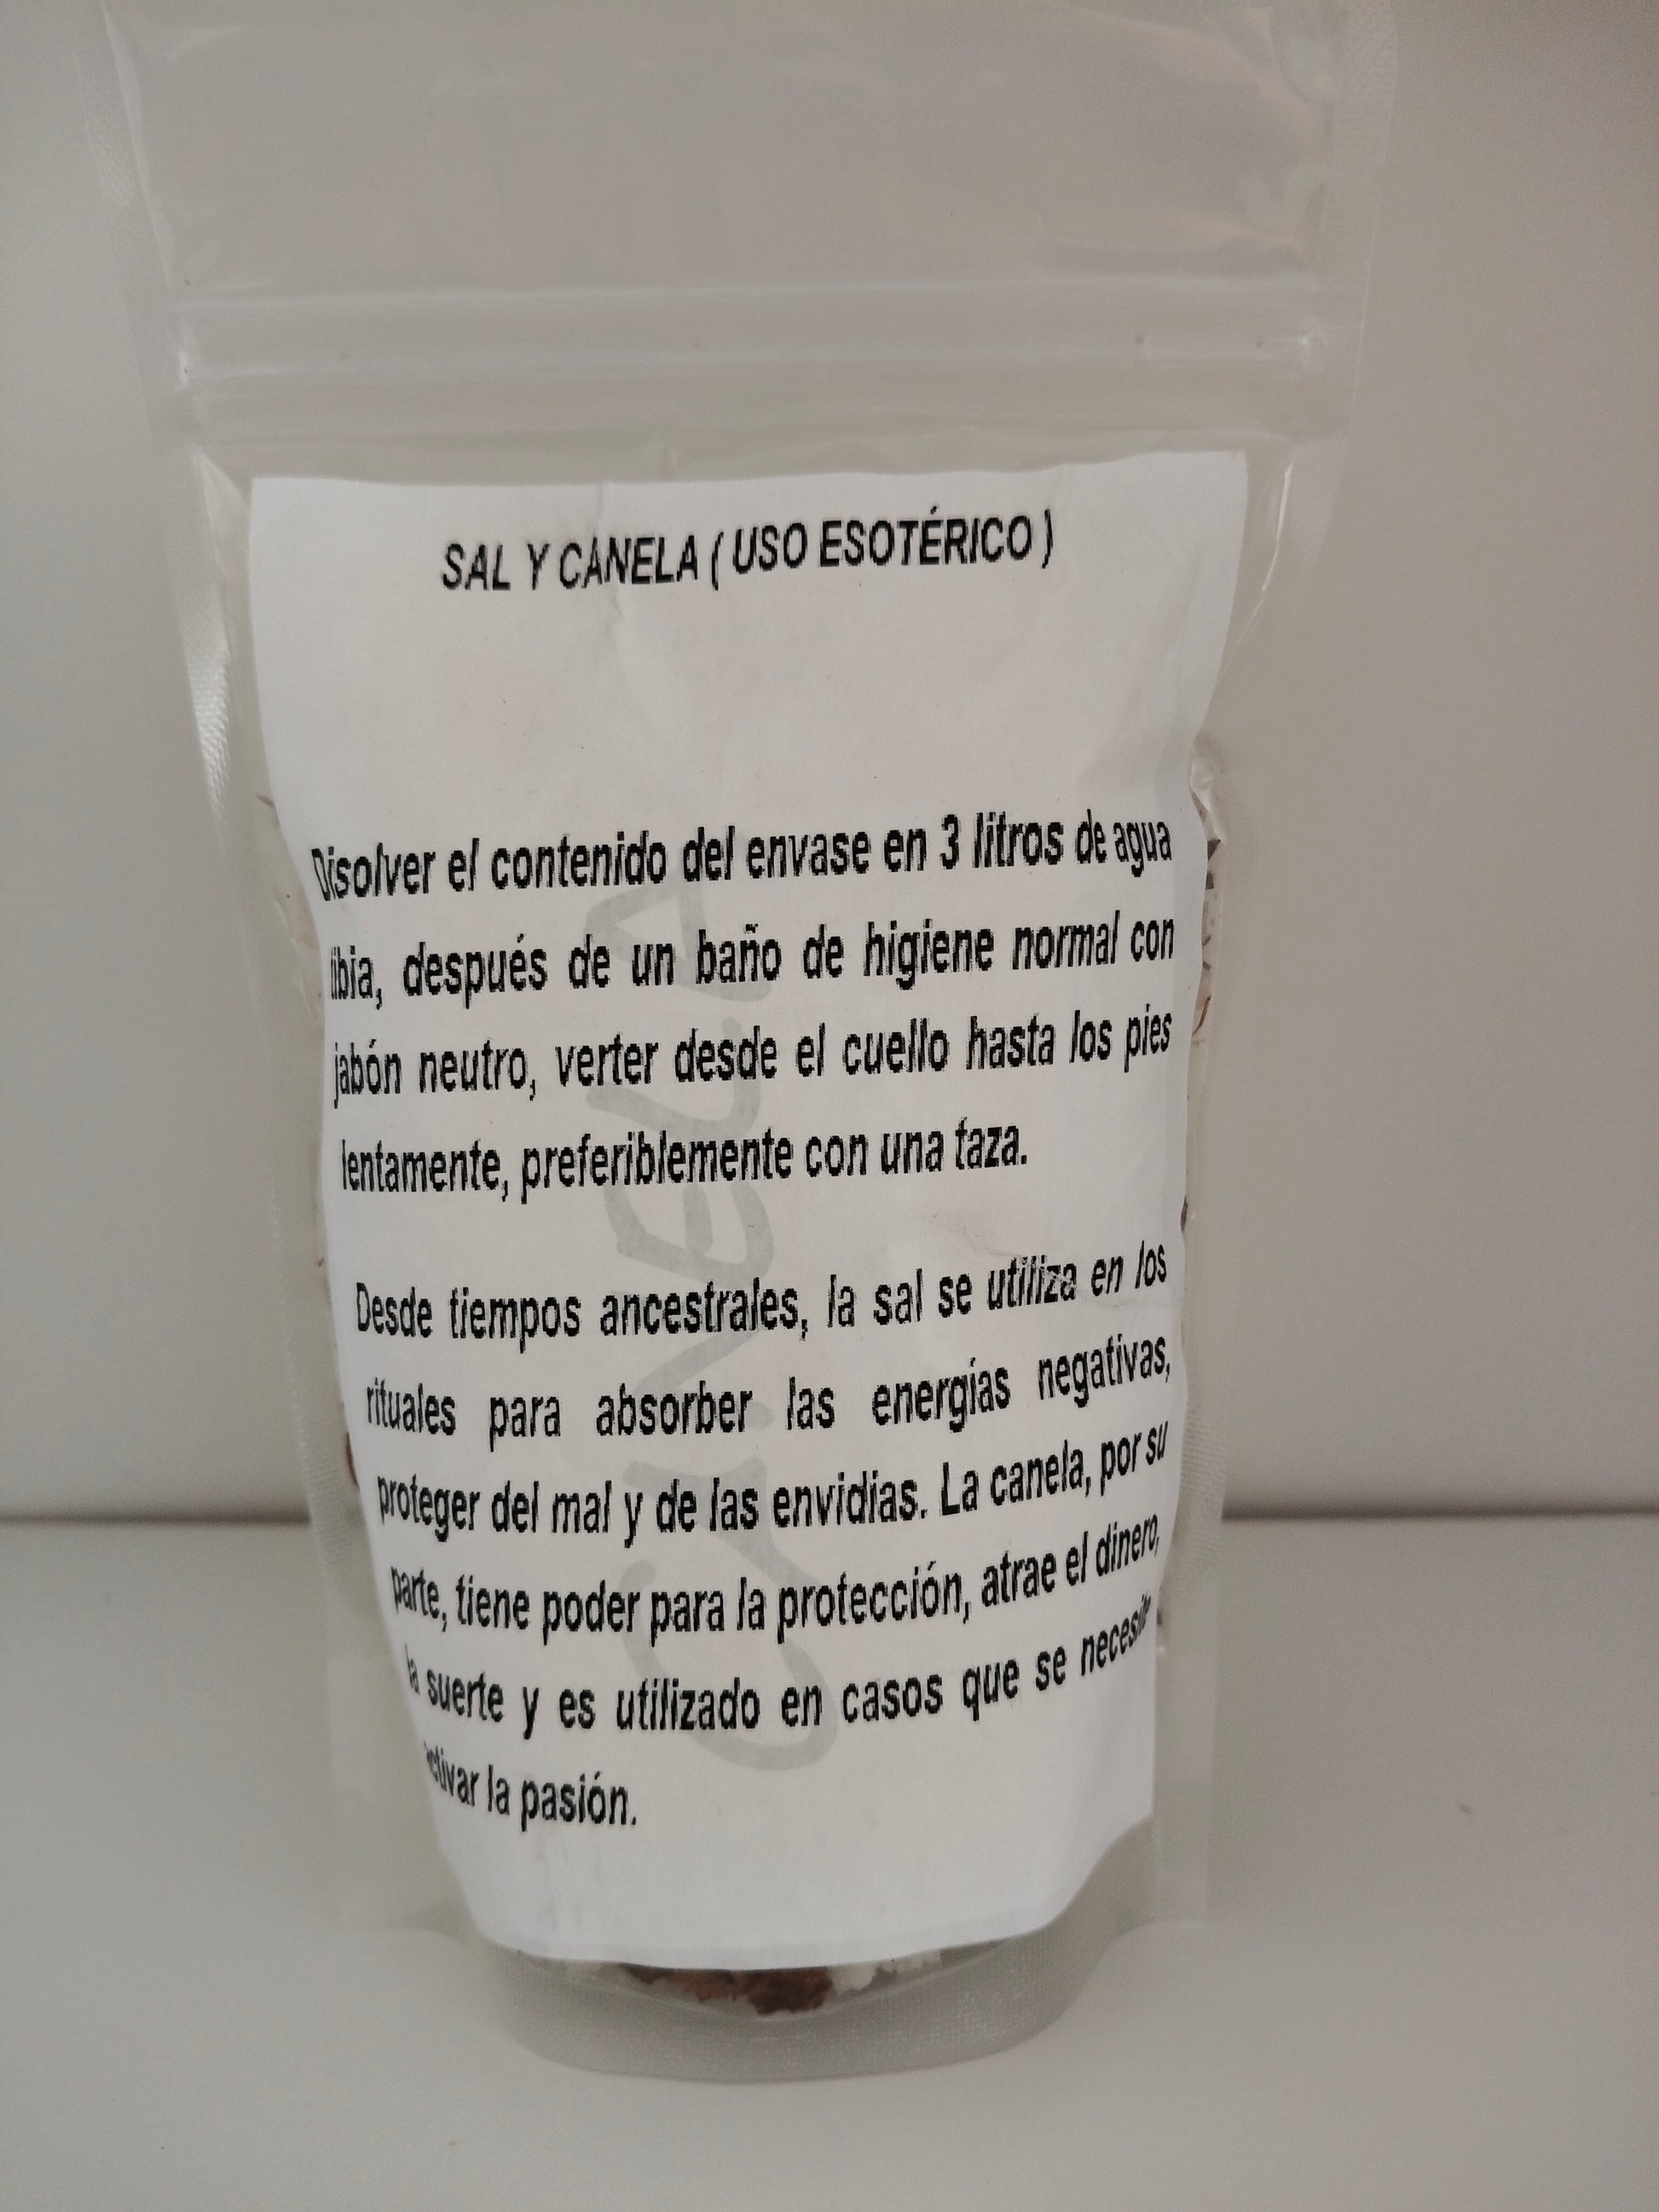 SAL Y CANELA ( USO ESOTÉRICO )
Disolver el contenido del envase en 3 litros de agua
tibia, después de un baño de higiene normal con
jabón neutro, verter desde el cuello hasta los pies
lentamente, preferiblemente con una taza.
Desde tiempos ancestrales, la sal se utiliza en los
rituales para absorber las energías negativas,
proteger del mal y de las envidias. La canela, por su
parte, tiene poder para la protección, atrae el dinero,
la suerte y es utilizado en casos que se necesite
activar la pasión.
CANELA